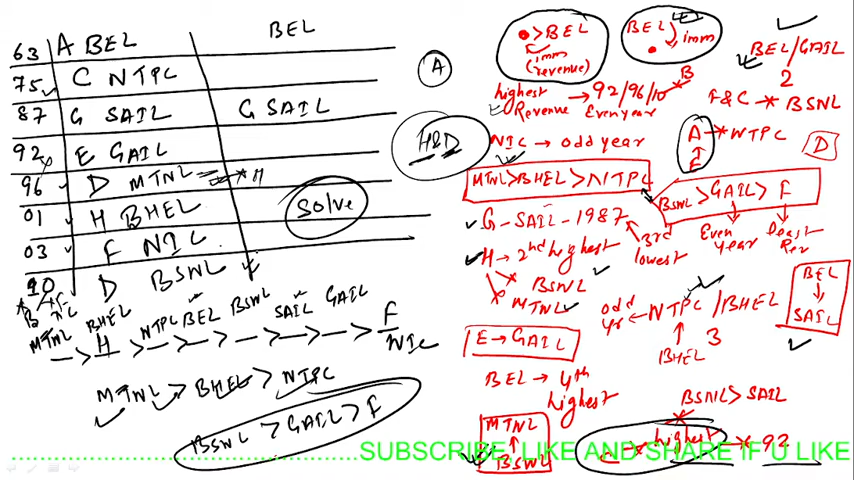 63 A BEL BEL
75 C NTPC
87 G SAIL G SAIL
92 E GAIL
96 D MTNL H
01 H BHEL
03 F NIC
10 D BSNL
A
H&D
Solve
MTNL BHEL NTPC BEL BSNL SAIL GAIL F
— > H > — > — > — > — > — > NIC
MTNL > BHEL > NTPC
BSNL > GAIL > F
> BEL
imm
(revenue)
BEL
imm
BEL/GAIL
2
highest
Revenue → 92/96/10 B
Even year
F&C → BSNL
NIC → odd year
A → NTPC
E
D
MTNL > BHEL > NTPC
BSNL > GAIL > F
Even
year
Least
Rev
G - SAIL - 1987
3rd
lowest
H → 2nd highest
BSNL
MTNL
odd
yr
NTPC/BHEL
3
BHEL
BEL
↓
SAIL
E → GAIL
BEL → 4th
highest
BSNL > SAIL
MTNL
↑
BSNL
C highest 92
SUBSCRIBE, LIKE AND SHARE IF U LIKE